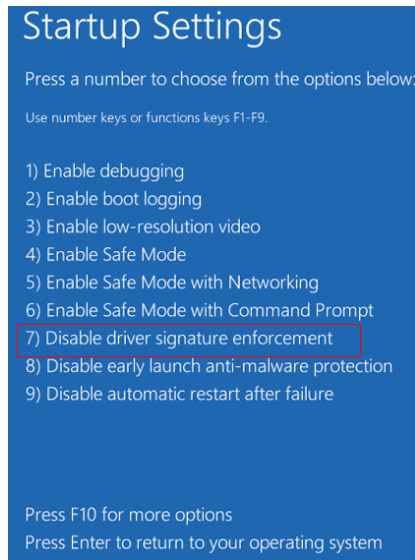 Startup Settings
Press a number to choose from the options below:
Use number keys or functions keys F1-F9.
1) Enable debugging
2) Enable boot logging
3) Enable low-resolution video
4) Enable Safe Mode
5) Enable Safe Mode with Networking
6) Enable Safe Mode with Command Prompt
7) Disable driver signature enforcement
8) Disable early launch anti-malware protection
9) Disable automatic restart after failure
Press F10 for more options
Press Enter to return to your operating system